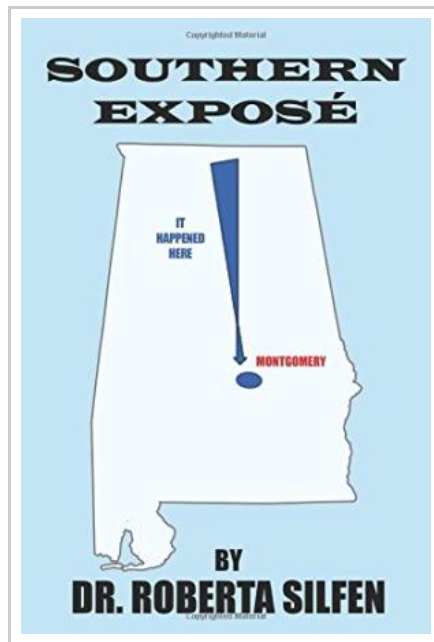 Copyrighted Material
SOUTHERN
EXPOSÉ
IT
HAPPENED
HERE
MONTGOMERY
BY
DR. ROBERTA SILFEN
Copyrighted Material